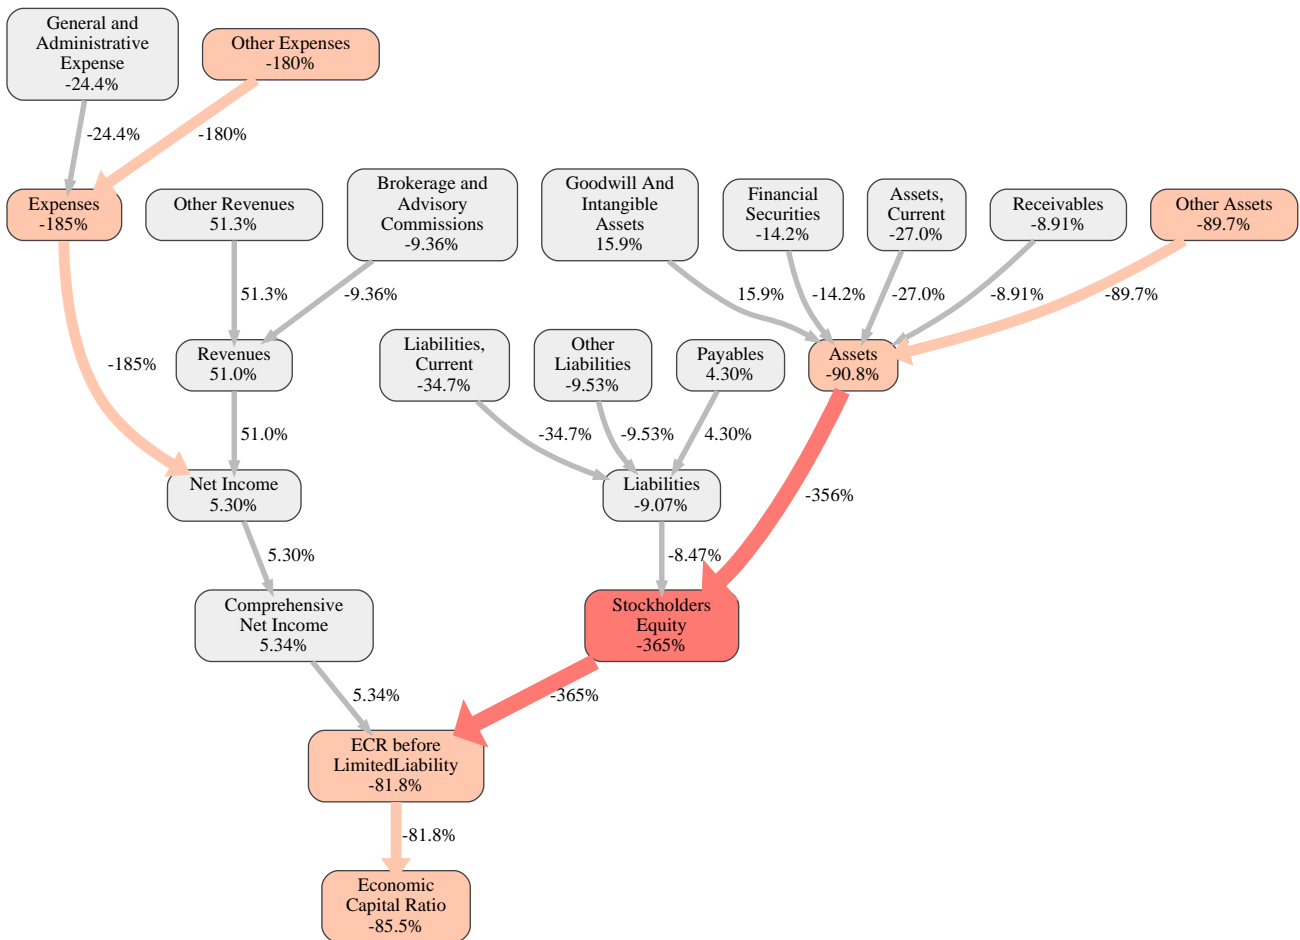 General and
Administrative
Expense
-24.4%
Other Expenses
-180%
-24.4%
-180%
Expenses
-185%
Other Revenues
51.3%
Brokerage and
Advisory
Commissions
-9.36%
Goodwill And
Intangible
Assets
15.9%
Financial
Securities
-14.2%
Assets,
Current
-27.0%
Receivables
-8.91%
Other Assets
-89.7%
51.3%
-9.36%
15.9%
-14.2%
-27.0%
-8.91%
-89.7%
-185%
Revenues
51.0%
Liabilities,
Current
-34.7%
Other
Liabilities
-9.53%
Payables
4.30%
Assets
-90.8%
51.0%
-34.7%
-9.53%
4.30%
-356%
Net Income
5.30%
Liabilities
-9.07%
5.30%
-8.47%
Comprehensive
Net Income
5.34%
Stockholders
Equity
-365%
5.34%
-365%
ECR before
LimitedLiability
-81.8%
-81.8%
Economic
Capital Ratio
-85.5%